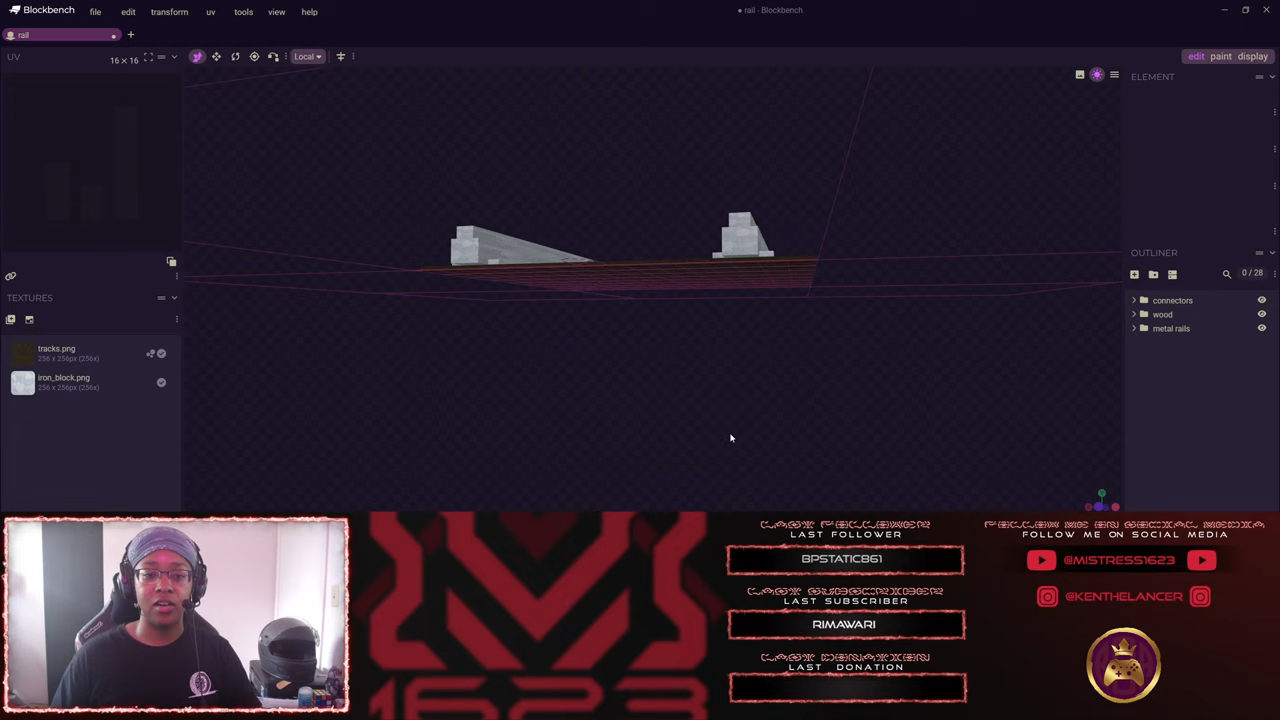 Blockbench
file edit transform uv tools view help
• rail - Blockbench
rail
UV
16 × 16
Local
edit paint display
ELEMENT
OUTLINER
0 / 28
connectors
wood
metal rails
TEXTURES
tracks.png
256 x 256px (256x)
iron_block.png
256 x 256px (256x)
1623
LAST FOLLOWER
BPSTATIC861
LAST SUBSCRIBER
RIMAWARI
LAST DONATION
FOLLOW ME ON SOCIAL MEDIA
@MISTRESS1623
@KENTHELANCER